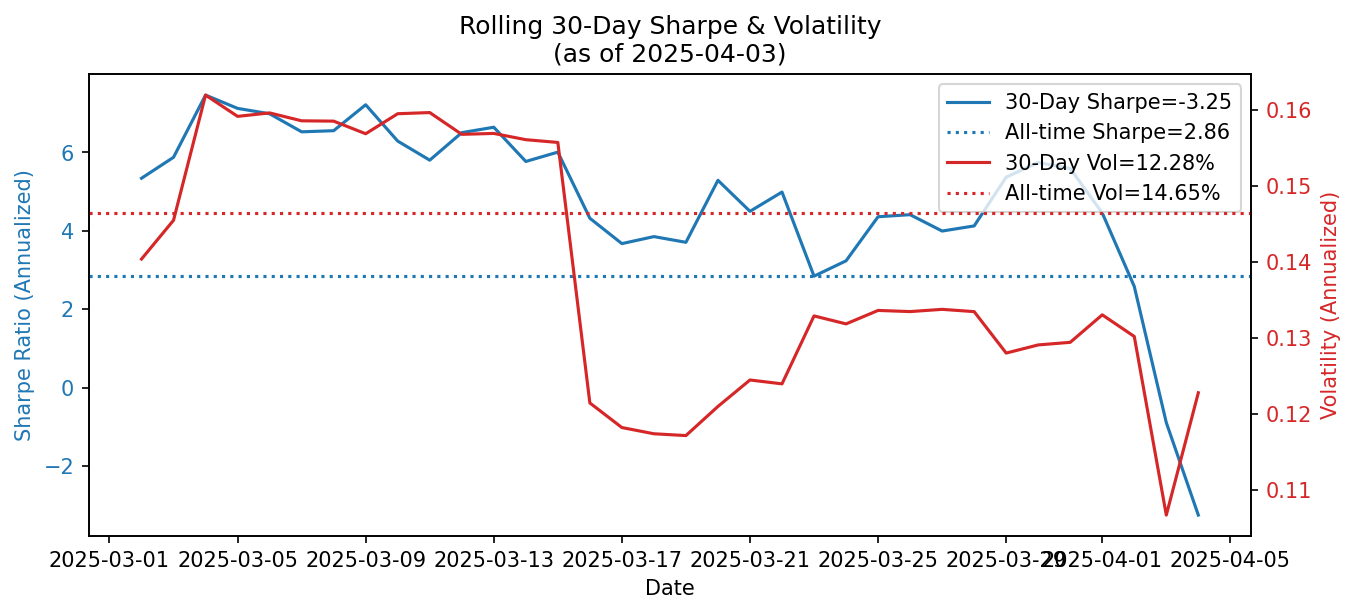 Rolling 30-Day Sharpe & Volatility
(as of 2025-04-03)
30-Day Sharpe=-3.25
All-time Sharpe=2.86
30-Day Vol=12.28%
All-time Vol=14.65%
Sharpe Ratio (Annualized)
6
4
2
0
−2
0.16
0.15
0.14
0.13
0.12
0.11
Volatility (Annualized)
2025-03-01 2025-03-05 2025-03-09 2025-03-13 2025-03-17 2025-03-21 2025-03-25 2025-03-29 2025-04-01 2025-04-05
Date